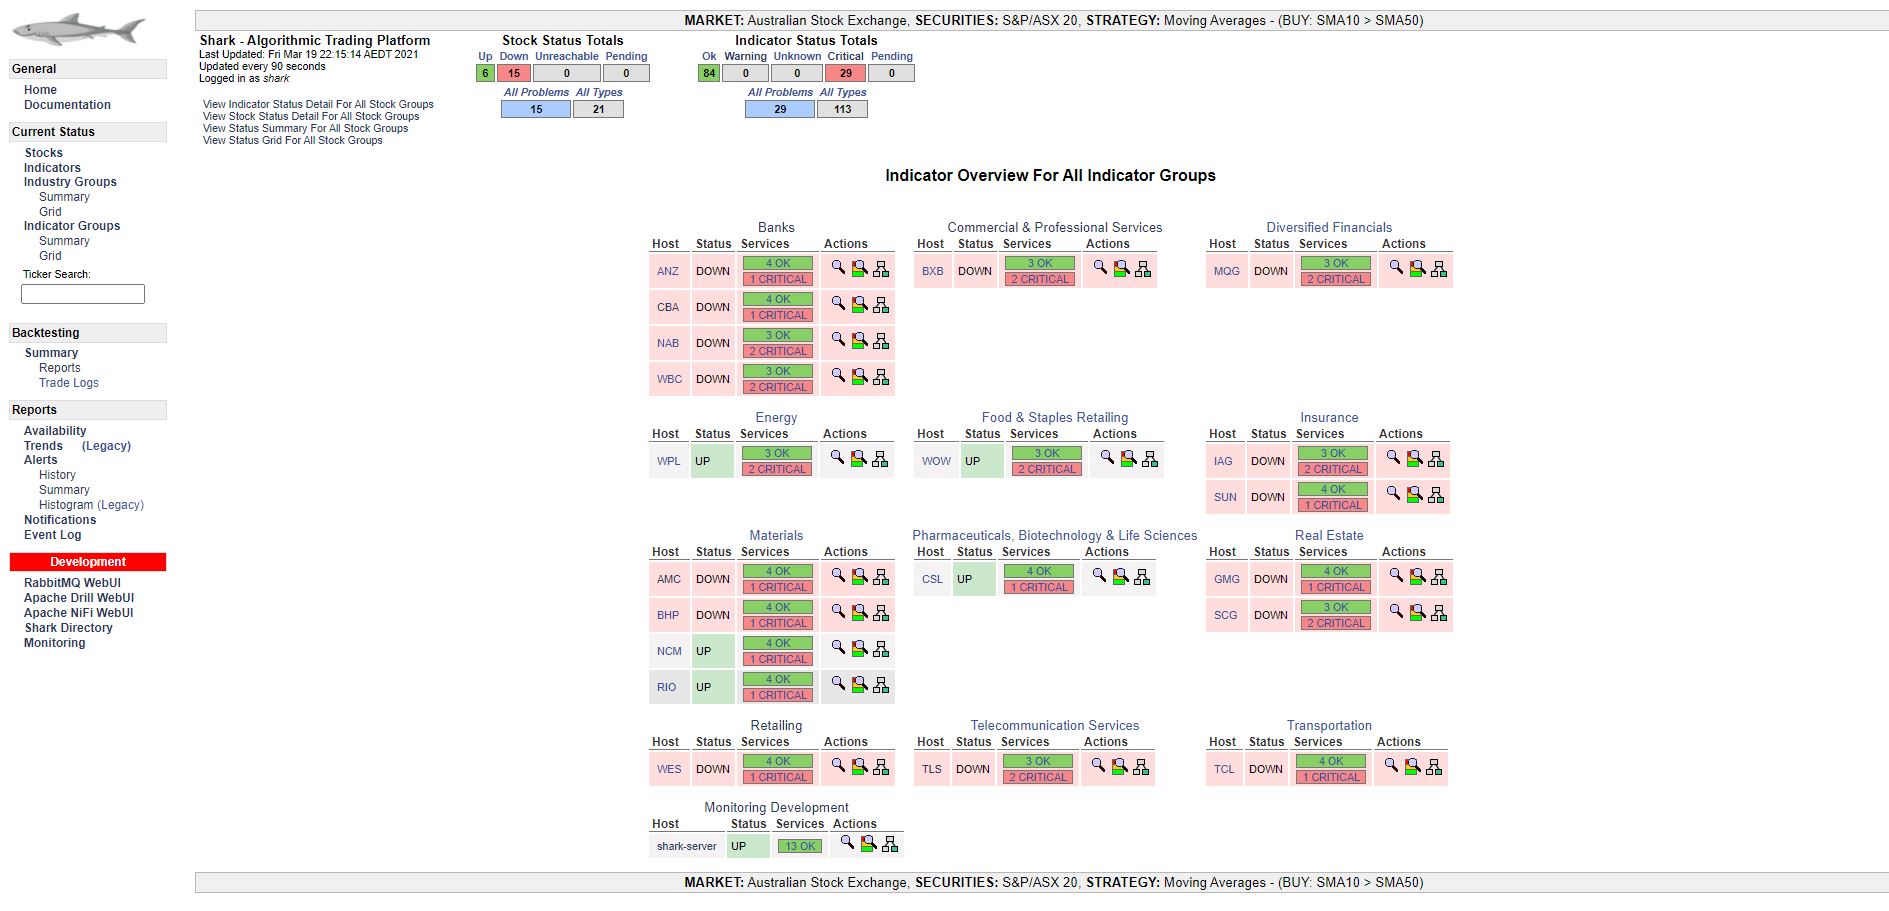 MARKET: Australian Stock Exchange, SECURITIES: S&P/ASX 20, STRATEGY: Moving Averages - (BUY: SMA10 > SMA50)
General
Home
Documentation
Current Status
Stocks
Indicators
Industry Groups
Summary
Grid
Indicator Groups
Summary
Grid
Ticker Search:
Backtesting
Summary
Reports
Trade Logs
Reports
Availability
Trends (Legacy)
Alerts
History
Summary
Histogram (Legacy)
Notifications
Event Log
Development
RabbitMQ WebUI
Apache Drill WebUI
Apache NiFi WebUI
Shark Directory
Monitoring
Shark - Algorithmic Trading Platform
Last Updated: Fri Mar 19 22:15:14 AEDT 2021
Updated every 90 seconds
Logged in as shark
View Indicator Status Detail For All Stock Groups
View Stock Status Detail For All Stock Groups
View Status Summary For All Stock Groups
View Status Grid For All Stock Groups
Stock Status Totals
Up Down Unreachable Pending
6 15 0 0
All Problems All Types
15 21
Indicator Status Totals
Ok Warning Unknown Critical Pending
84 0 0 29 0
All Problems All Types
29 113
Indicator Overview For All Indicator Groups
Banks
Host Status Services Actions
ANZ DOWN 4 OK
1 CRITICAL
CBA DOWN 4 OK
1 CRITICAL
NAB DOWN 3 OK
2 CRITICAL
WBC DOWN 3 OK
2 CRITICAL
Commercial & Professional Services
Host Status Services Actions
BXB DOWN 3 OK
2 CRITICAL
Diversified Financials
Host Status Services Actions
MQG DOWN 3 OK
2 CRITICAL
Energy
Host Status Services Actions
WPL UP 3 OK
2 CRITICAL
Food & Staples Retailing
Host Status Services Actions
WOW UP 3 OK
2 CRITICAL
Insurance
Host Status Services Actions
IAG DOWN 3 OK
2 CRITICAL
SUN DOWN 4 OK
1 CRITICAL
Materials
Host Status Services Actions
AMC DOWN 4 OK
1 CRITICAL
BHP DOWN 4 OK
1 CRITICAL
NCM UP 4 OK
1 CRITICAL
RIO UP 4 OK
1 CRITICAL
Pharmaceuticals, Biotechnology & Life Sciences
Host Status Services Actions
CSL UP 4 OK
1 CRITICAL
Real Estate
Host Status Services Actions
GMG DOWN 4 OK
1 CRITICAL
SCG DOWN 3 OK
2 CRITICAL
Retailing
Host Status Services Actions
WES DOWN 4 OK
1 CRITICAL
Telecommunication Services
Host Status Services Actions
TLS DOWN 3 OK
2 CRITICAL
Transportation
Host Status Services Actions
TCL DOWN 4 OK
1 CRITICAL
Monitoring Development
Host Status Services Actions
shark-server UP 13 OK
MARKET: Australian Stock Exchange, SECURITIES: S&P/ASX 20, STRATEGY: Moving Averages - (BUY: SMA10 > SMA50)